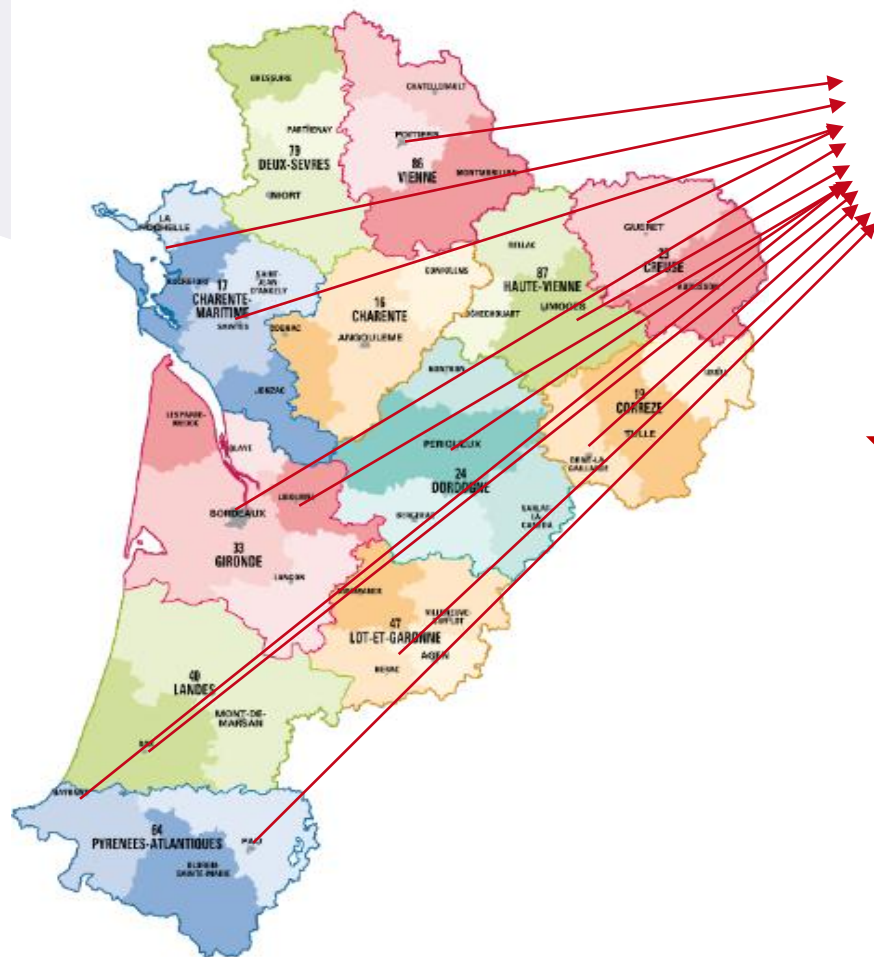 BRESSUIRE
CHATELLERAULT
PARTHENAY
POITIERS
79
DEUX-SEVRES
86
VIENNE
MONTMORILLON
NIORT
LA
ROCHELLE
GUERET
23
CREUSE
BELLAC
CONFOLENS
87
HAUTE-VIENNE
AUBUSSON
ROCHEFORT
SAINT-
JEAN
D'ANGELY
17
CHARENTE-
MARITIME
SAINTES
16
CHARENTE
LIMOGES
ROCHECHOUART
COGNAC
ANGOULEME
NONTRON
USSEL
JONZAC
19
CORREZE
LESPARRE-
MEDOC
TULLE
BLAYE
PERIGUEUX
BRIVE-LA-
GAILLARDE
24
DORDOGNE
LIBOURNE
BORDEAUX
BERGERAC
SARLAT-
LA-
CANEDA
33
GIRONDE
LANGON
MARMANDE
VILLENEUVE-
SUR-LOT
47
LOT-ET-GARONNE
AGEN
NERAC
40
LANDES
MONT-DE-
MARSAN
DAX
BAYONNE
64
PYRENEES-ATLANTIQUES
PAU
OLORON-
SAINTE-MARIE